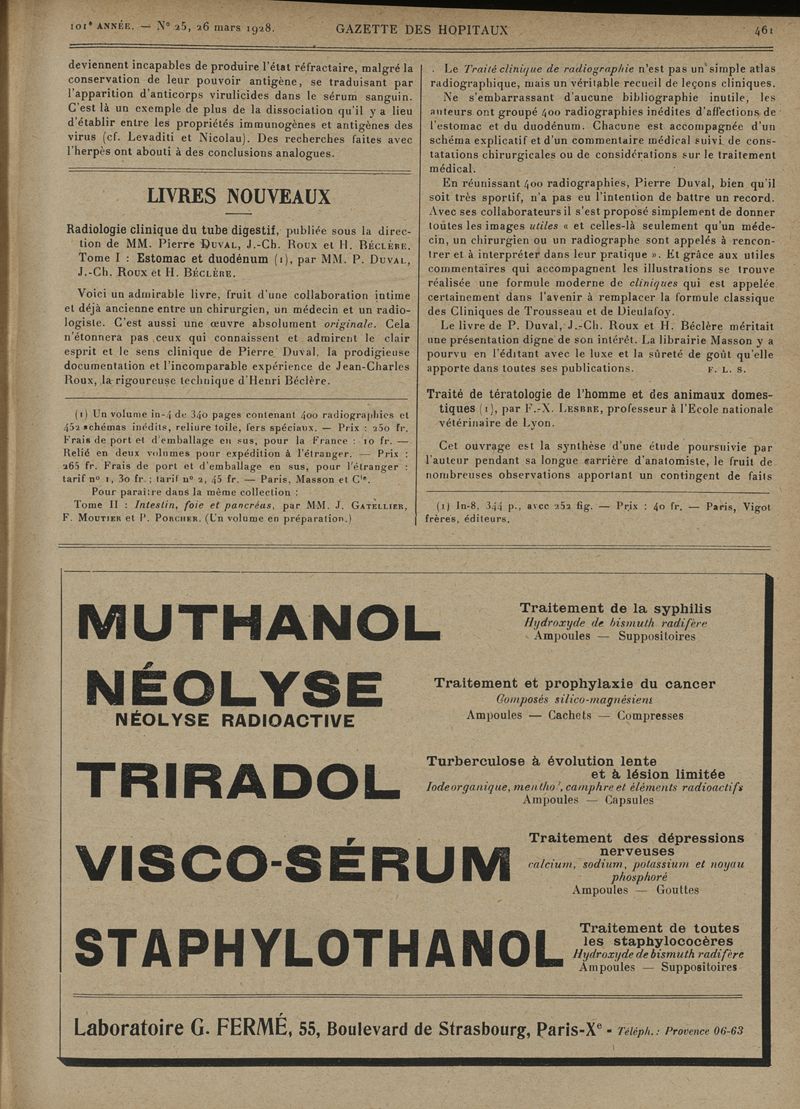 101e ANNÉE. — N° 25, 26 mars 1928.
GAZETTE DES HOPITAUX
461
deviennent incapables de produire l'état réfractaire, malgré la
conservation de leur pouvoir antigène, se traduisant par
l'apparition d'anticorps virulicides dans le sérum sanguin.
C'est là un exemple de plus de la dissociation qu'il y a lieu
d'établir entre les propriétés immunogènes et antigènes des
virus (cf. Levaditi et Nicolau). Des recherches faites avec
l'herpès ont abouti à des conclusions analogues.
LIVRES NOUVEAUX
Radiologie clinique du tube digestif, publiée sous la direc-
tion de MM. Pierre DUVAL, J.-Ch. ROUX et H. BÉCLÈRE.
Tome I : Estomac et duodénum (1), par MM. P. DUVAL,
J.-Ch. ROUX et H. BÉCLÈRE.
Voici un admirable livre, fruit d'une collaboration intime
et déjà ancienne entre un chirurgien, un médecin et un radio-
logiste. C'est aussi une œuvre absolument originale. Cela
n'étonnera pas ceux qui connaissent et admirent le clair
esprit et le sens clinique de Pierre Duval, la prodigieuse
documentation et l'incomparable expérience de Jean-Charles
Roux, la rigoureuse technique d'Henri Béclère.
(1) Un volume in-4 de 340 pages contenant 400 radiographies et
452 schémas inédits, reliure toile, fers spéciaux. — Prix : 250 fr.
Frais de port et d'emballage en sus, pour la France : 10 fr. —
Relié en deux volumes pour expédition à l'étranger. — Prix :
265 fr. Frais de port et d'emballage en sus, pour l'étranger :
tarif n° 1, 30 fr. ; tarif n° 2, 45 fr. — Paris, Masson et Cie.
Pour paraître dans la même collection :
Tome II : Intestin, foie et pancréas, par MM. J. GATELLIER,
F. MOUTIER et P. PORCHER. (Un volume en préparation.)
Le Traité clinique de radiographie n'est pas un simple atlas
radiographique, mais un véritable recueil de leçons cliniques.
Ne s'embarrassant d'aucune bibliographie inutile, les
auteurs ont groupé 400 radiographies inédites d'affections de
l'estomac et du duodénum. Chacune est accompagnée d'un
schéma explicatif et d'un commentaire médical suivi de cons-
tatations chirurgicales ou de considérations sur le traitement
médical.
En réunissant 400 radiographies, Pierre Duval, bien qu'il
soit très sportif, n'a pas eu l'intention de battre un record.
Avec ses collaborateurs il s'est proposé simplement de donner
toutes les images utiles « et celles-là seulement qu'un méde-
cin, un chirurgien ou un radiographe sont appelés à rencon-
trer et à interpréter dans leur pratique ». Et grâce aux utiles
commentaires qui accompagnent les illustrations se trouve
réalisée une formule moderne de cliniques qui est appelée
certainement dans l'avenir à remplacer la formule classique
des Cliniques de Trousseau et de Dieulafoy.
Le livre de P. Duval, J.-Ch. Roux et H. Béclère méritait
une présentation digne de son intérêt. La librairie Masson y a
pourvu en l'éditant avec le luxe et la sûreté de goût qu'elle
apporte dans toutes ses publications. F. L. S.
Traité de tératologie de l'homme et des animaux domes-
tiques (1), par F.-X. LESBRE, professeur à l'Ecole nationale
vétérinaire de Lyon.
Cet ouvrage est la synthèse d'une étude poursuivie par
l'auteur pendant sa longue carrière d'anatomiste, le fruit de
nombreuses observations apportant un contingent de faits
(1) In-8, 344 p., avec 252 fig. — Prix : 40 fr. — Paris, Vigot
frères, éditeurs.
MUTHANOL
Traitement de la syphilis
Hydroxyde de bismuth radifère
Ampoules — Suppositoires
NÉOLYSE
NÉOLYSE RADIOACTIVE
Traitement et prophylaxie du cancer
Composés silico-magnésiens
Ampoules — Cachets — Compresses
TRIRADOL
Turberculose à évolution lente
et à lésion limitée
Iode organique, menthol, camphre et éléments radioactifs
Ampoules — Capsules
VISCO-SÉRUM
Traitement des dépressions
nerveuses
calcium, sodium, potassium et noyau
phosphoré
Ampoules — Gouttes
STAPHYLOTHANOL
Traitement de toutes
les staphylococères
Hydroxyde de bismuth radifère
Ampoules — Suppositoires
Laboratoire G. FERMÉ, 55, Boulevard de Strasbourg, Paris-Xe - Téléph. : Provence 06-63